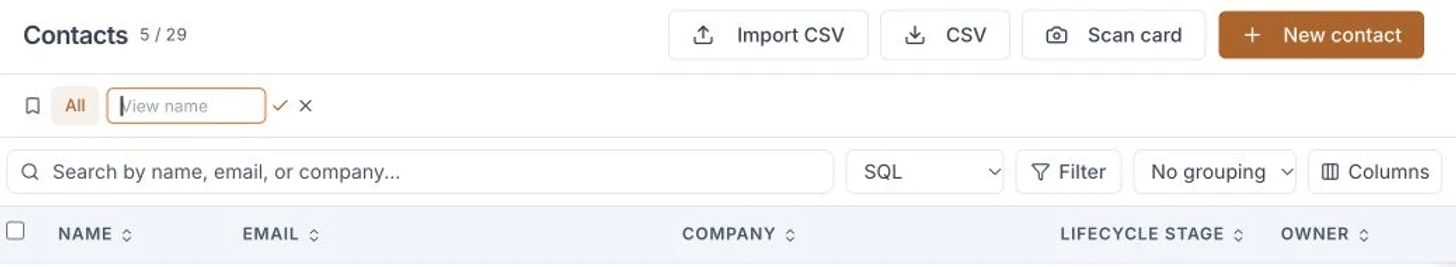 Contacts 5 / 29 Import CSV CSV Scan card + New contact
All View name
Search by name, email, or company... SQL Filter No grouping Columns
NAME EMAIL COMPANY LIFECYCLE STAGE OWNER